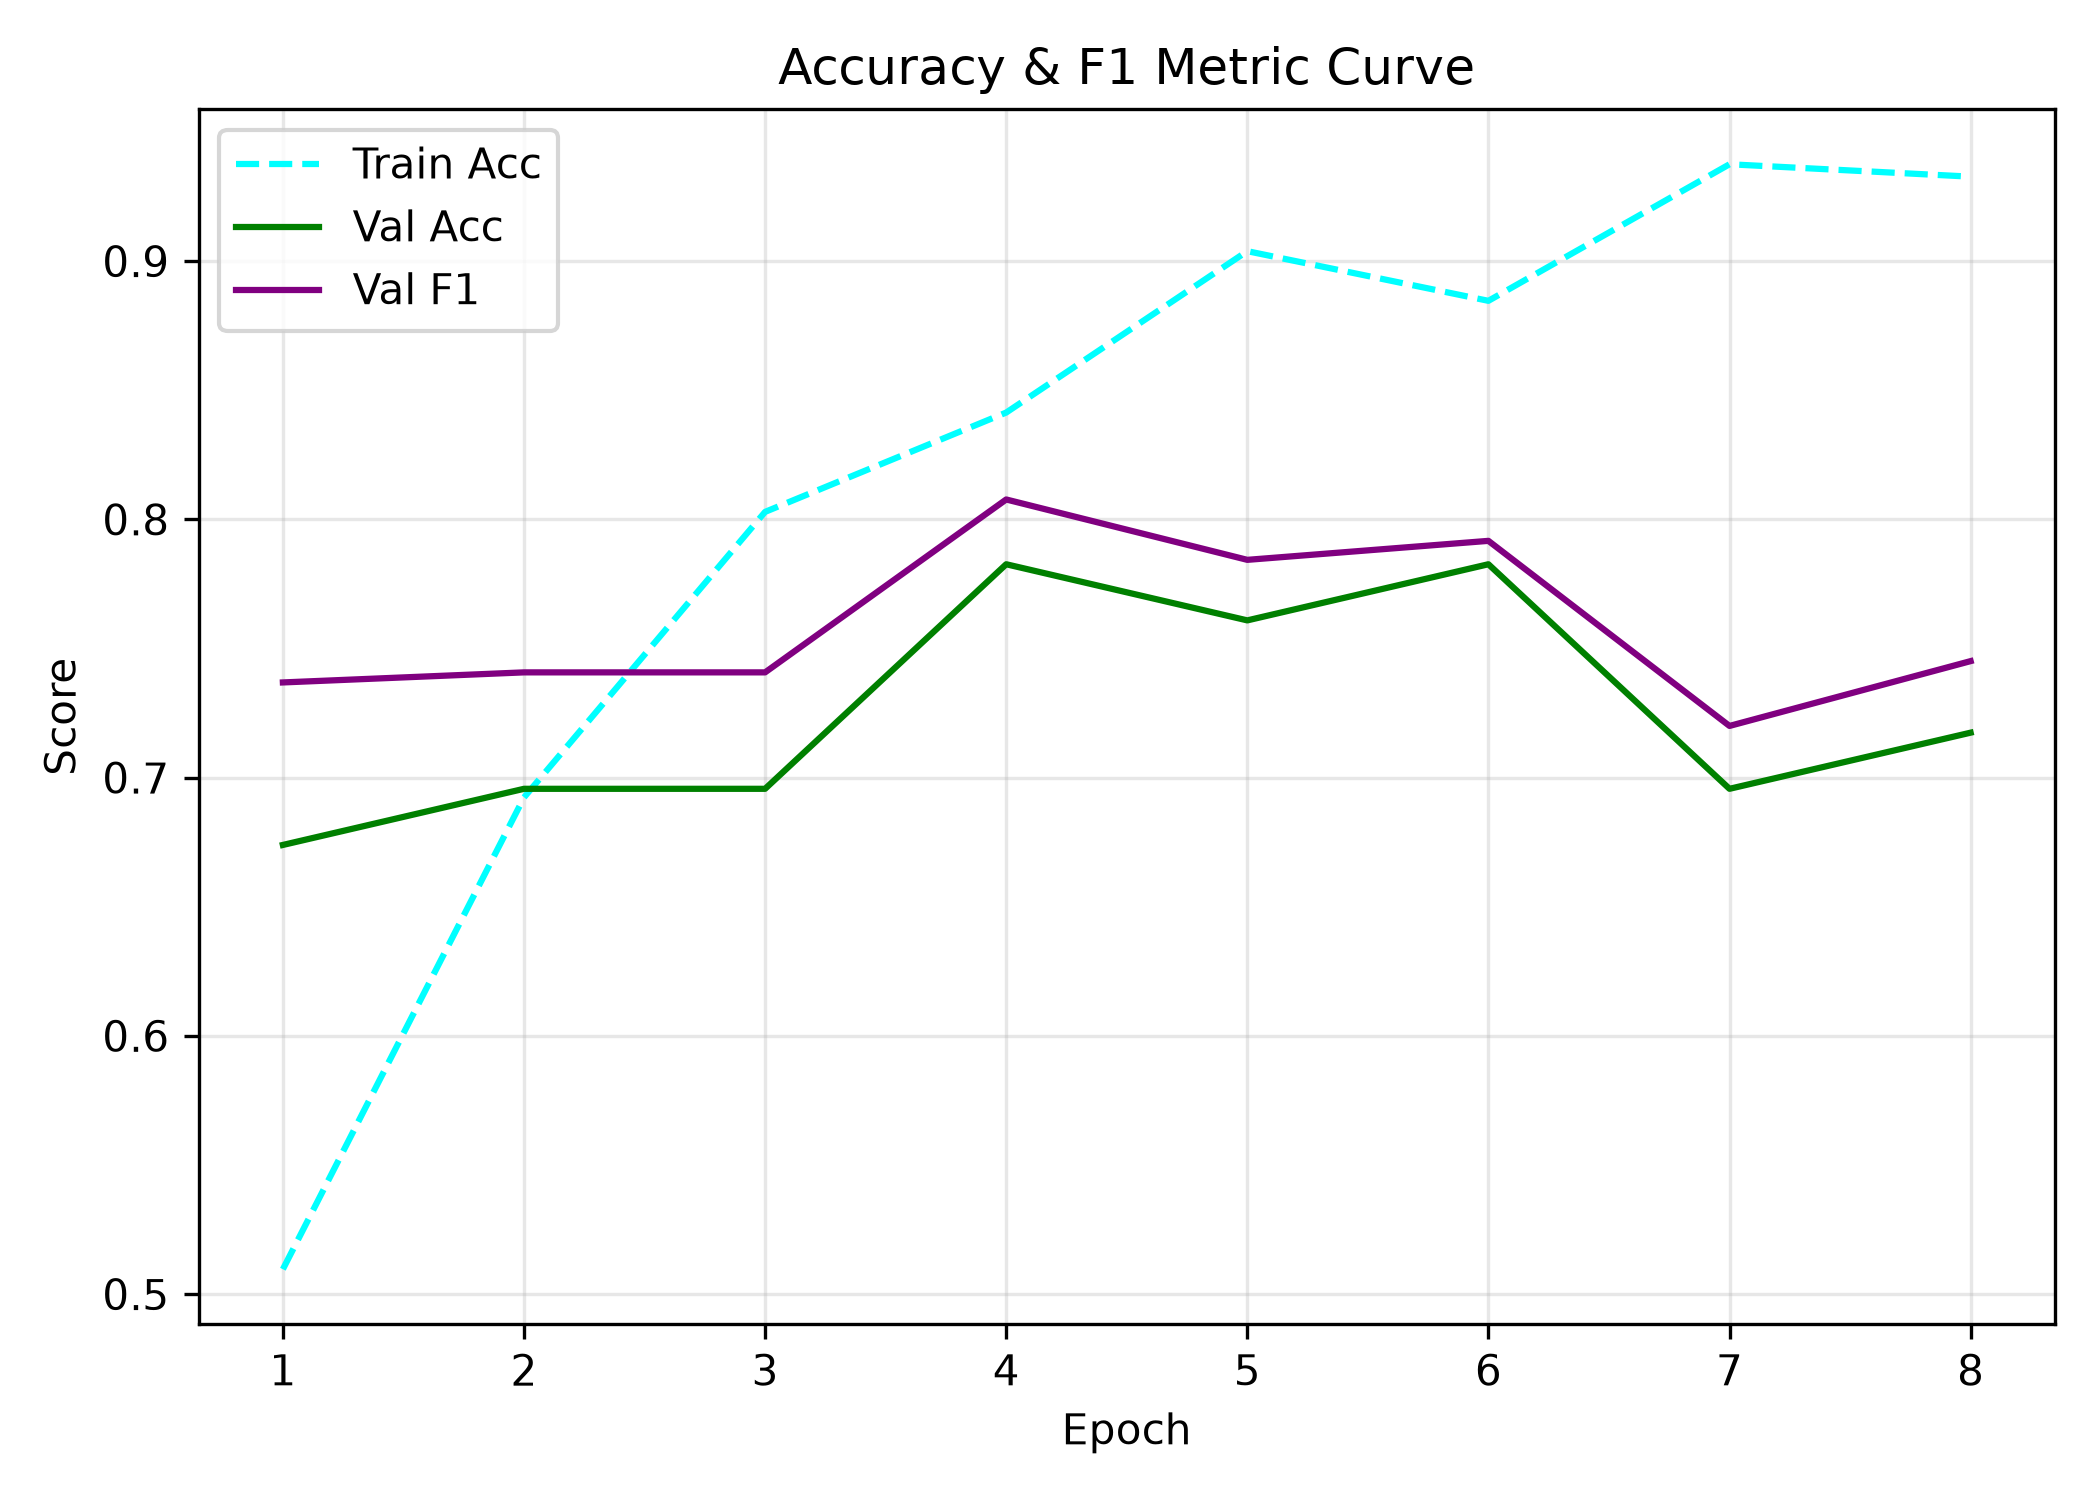 Accuracy & F1 Metric Curve
Train Acc
Val Acc
Val F1
Score
0.9
0.8
0.7
0.6
0.5
1 2 3 4 5 6 7 8
Epoch